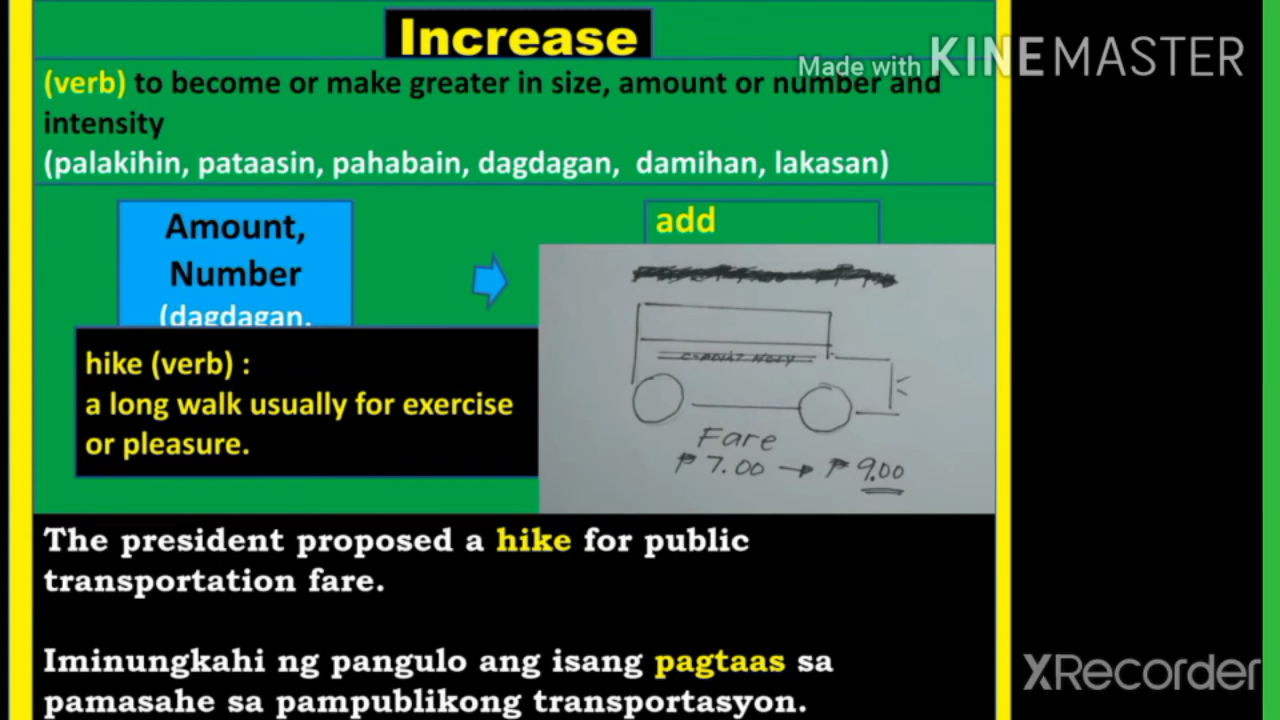 Increase
Made with KINEMASTER
(verb) to become or make greater in size, amount or number and
intensity
(palakihin, pataasin, pahabain, dagdagan, damihan, lakasan)
Amount,
Number
(dagdagan,
add
hike (verb) :
a long walk usually for exercise
or pleasure.
Fare
₱ 7.00 → ₱ 9.00
The president proposed a hike for public
transportation fare.
Iminungkahi ng pangulo ang isang pagtaas sa
pamasahe sa pampublikong transportasyon.
XRecorder